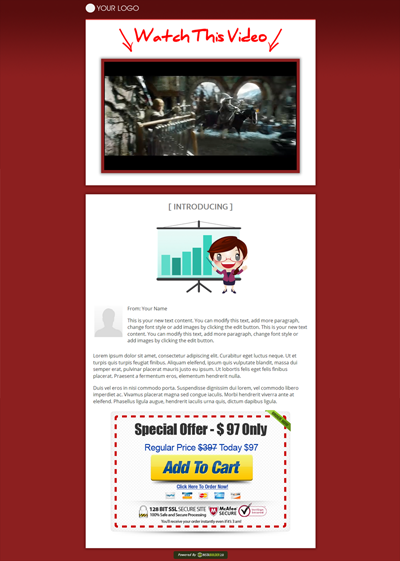 YOUR LOGO
Watch This Video
[ INTRODUCING ]
From: Your Name
This is your new text content. You can modify this text, add more paragraph,
change font style or add images by clicking the edit button. This is your new text
content. You can modify this text, add more paragraph, change font style or
add images by clicking the edit button.
Lorem ipsum dolor sit amet, consectetur adipiscing elit. Curabitur eget luctus neque. Ut et
turpis quis turpis feugiat finibus. Aliquam eleifend, ipsum quis vulputate blandit, massa dui
semper erat, pulvinar placerat mauris justo eu ipsum. Ut lobortis felis eget felis finibus
placerat. Praesent a fermentum eros, elementum hendrerit nulla.
Duis vel eros in nisi commodo porta. Suspendisse dignissim dui lorem, vel commodo libero
imperdiet ac. Vivamus placerat magna sed congue iaculis. Morbi hendrerit viverra ante at
eleifend. Phasellus ligula augue, hendrerit iaculis urna quis, dictum dapibus ligula.
Special Offer - $ 97 Only
Regular Price $397 Today $97
Add To Cart
Click Here To Order Now!
128 BIT SSL SECURE SITE
100% Safe and Secure Processing
McAfee
SECURE
You'll receive your order instantly even if it's 3 am!
Powered By